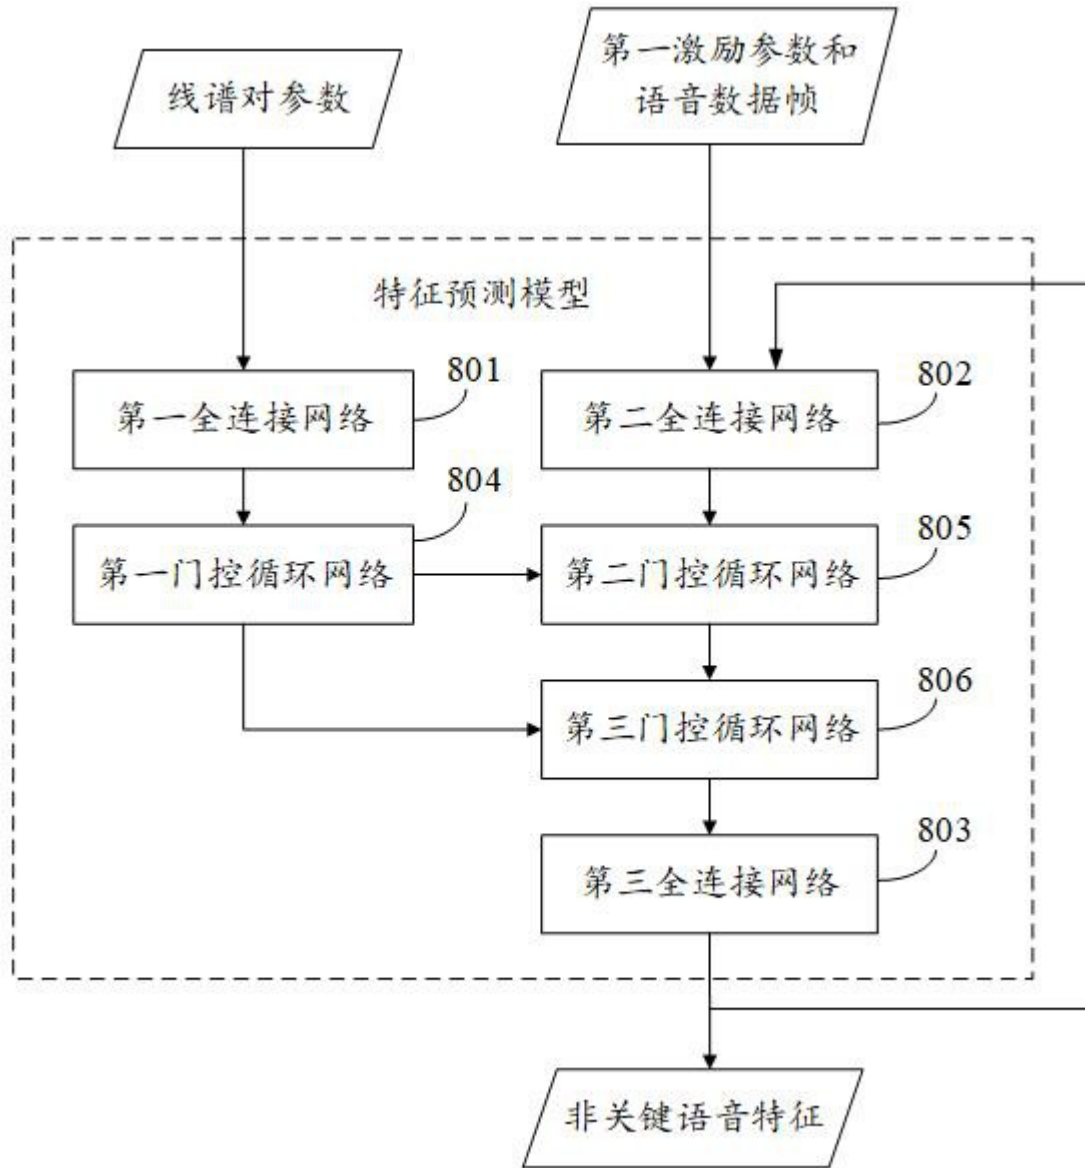 线谱对参数
第一激励参数和
语音数据帧
特征预测模型
801
第一全连接网络
802
第二全连接网络
804
第一门控循环网络
805
第二门控循环网络
806
第三门控循环网络
803
第三全连接网络
非关键语音特征